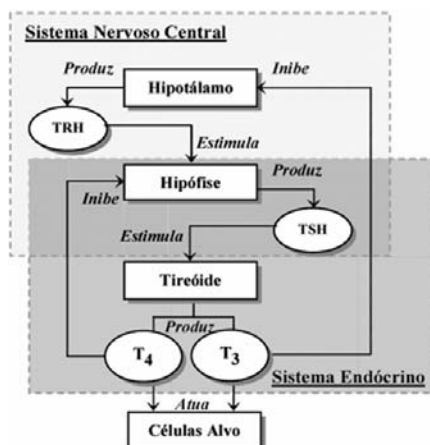 Sistema Nervoso Central
Produz
Inibe
Hipotálamo
TRH
Estimula
Hipófise
Produz
Inibe
TSH
Estimula
Tireóide
Produz
T4
T3
Sistema Endócrino
Atua
Células Alvo